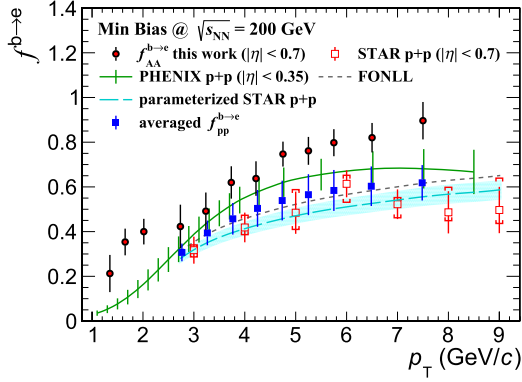 Min Bias @ √sNN = 200 GeV
f b→e AA this work (|η| < 0.7)
STAR p+p (|η| < 0.7)
PHENIX p+p (|η| < 0.35)
FONLL
parameterized STAR p+p
averaged f b→e pp
f b→e
1.4
1.2
1
0.8
0.6
0.4
0.2
0
1 2 3 4 5 6 7 8 9
pT (GeV/c)